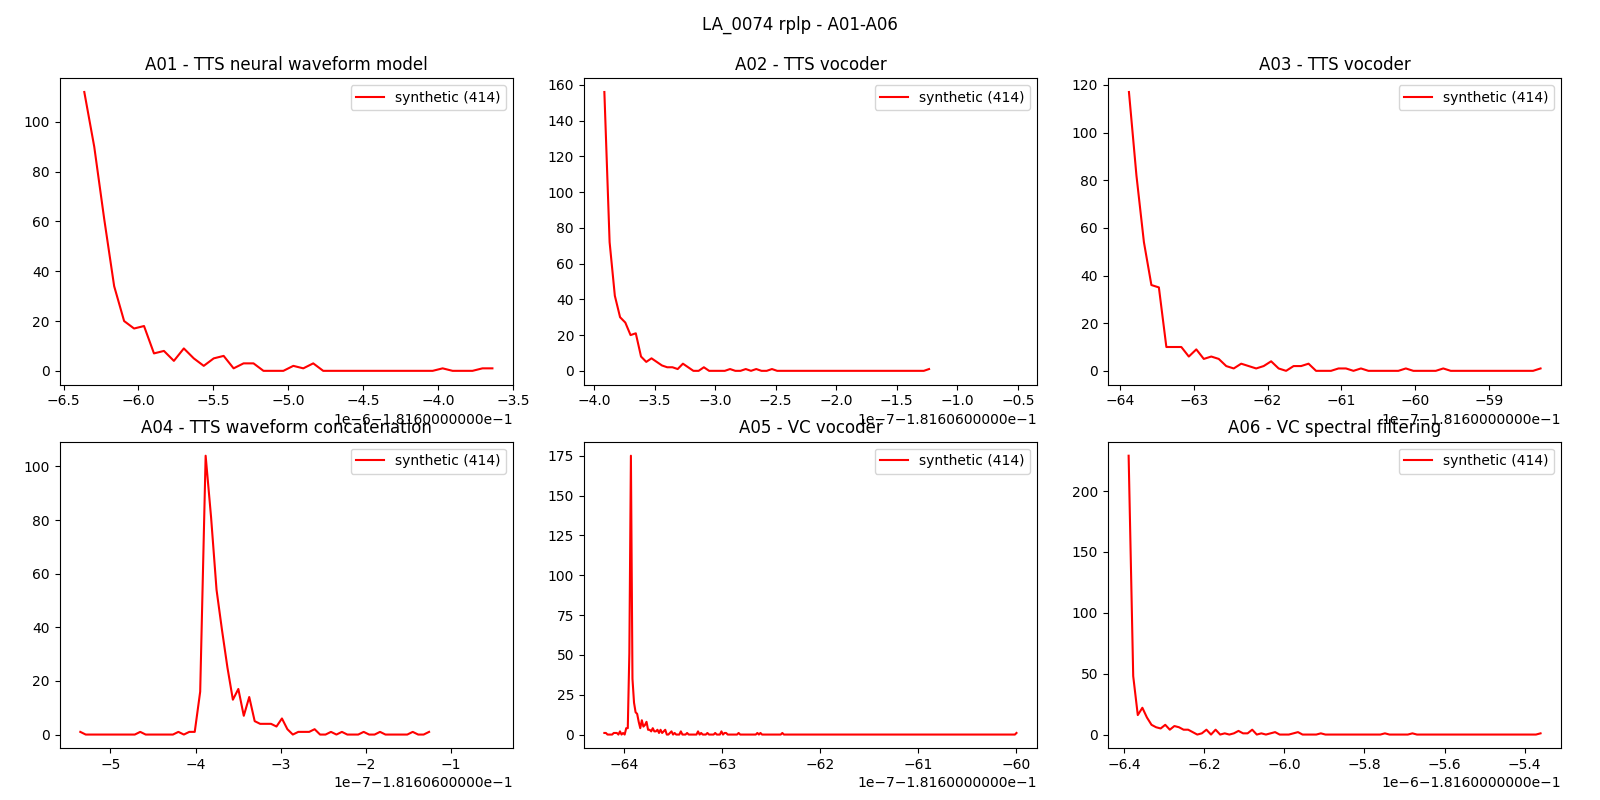 LA_0074 rplp - A01-A06
A01 - TTS neural waveform model
A02 - TTS vocoder
A03 - TTS vocoder
synthetic (414)
synthetic (414)
synthetic (414)
100
80
60
40
20
0
160
140
120
100
80
60
40
20
0
120
100
80
60
40
20
0
−6.5 −6.0 −5.5 −5.0 −4.5 −4.0 −3.5
−4.0 −3.5 −3.0 −2.5 −2.0 −1.5 −1.0 −0.5
−64 −63 −62 −61 −60 −59
1e−6−1.8160000000e−1
1e−7−1.8160600000e−1
1e−7−1.8160000000e−1
A04 - TTS waveform concatenation
A05 - VC vocoder
A06 - VC spectral filtering
synthetic (414)
synthetic (414)
synthetic (414)
100
80
60
40
20
0
175
150
125
100
75
50
25
0
200
150
100
50
0
−5 −4 −3 −2 −1
−64 −63 −62 −61 −60
−6.4 −6.2 −6.0 −5.8 −5.6 −5.4
1e−7−1.8160600000e−1
1e−7−1.8160000000e−1
1e−6−1.8160000000e−1